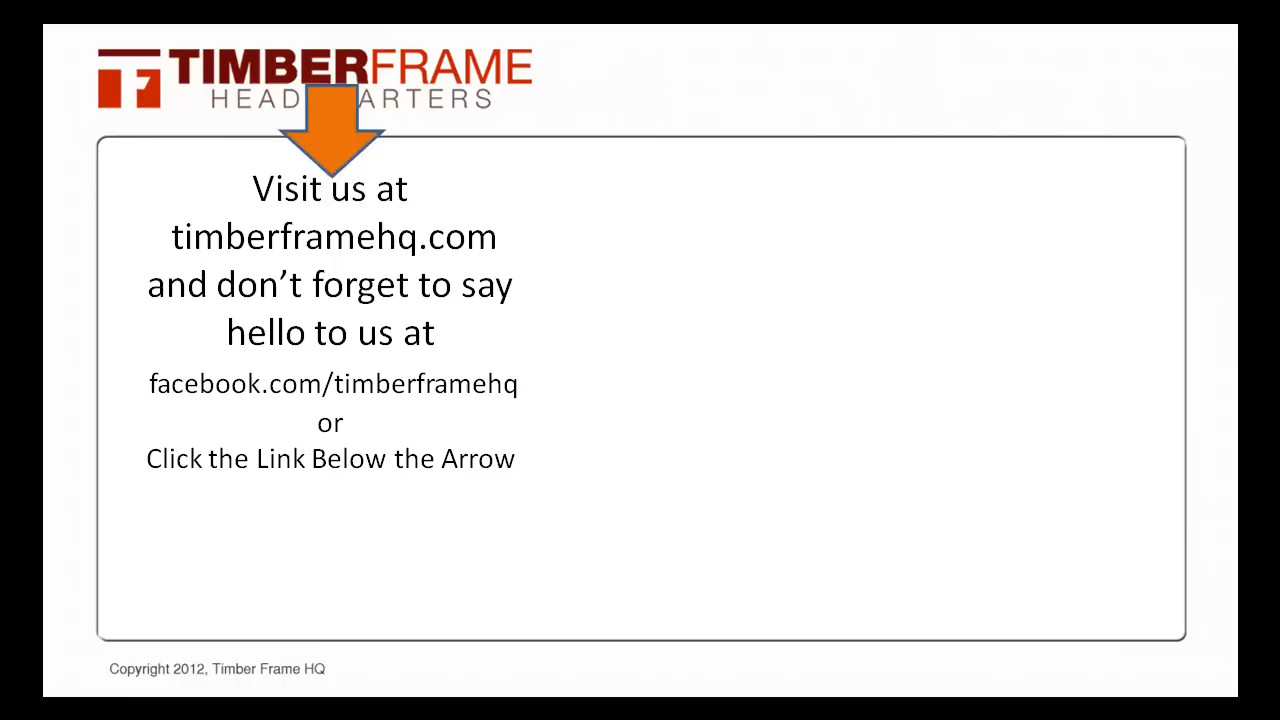 TIMBERFRAME
HEAD ARTERS
Visit us at
timberframehq.com
and don’t forget to say
hello to us at
facebook.com/timberframehq
or
Click the Link Below the Arrow
Copyright 2012, Timber Frame HQ